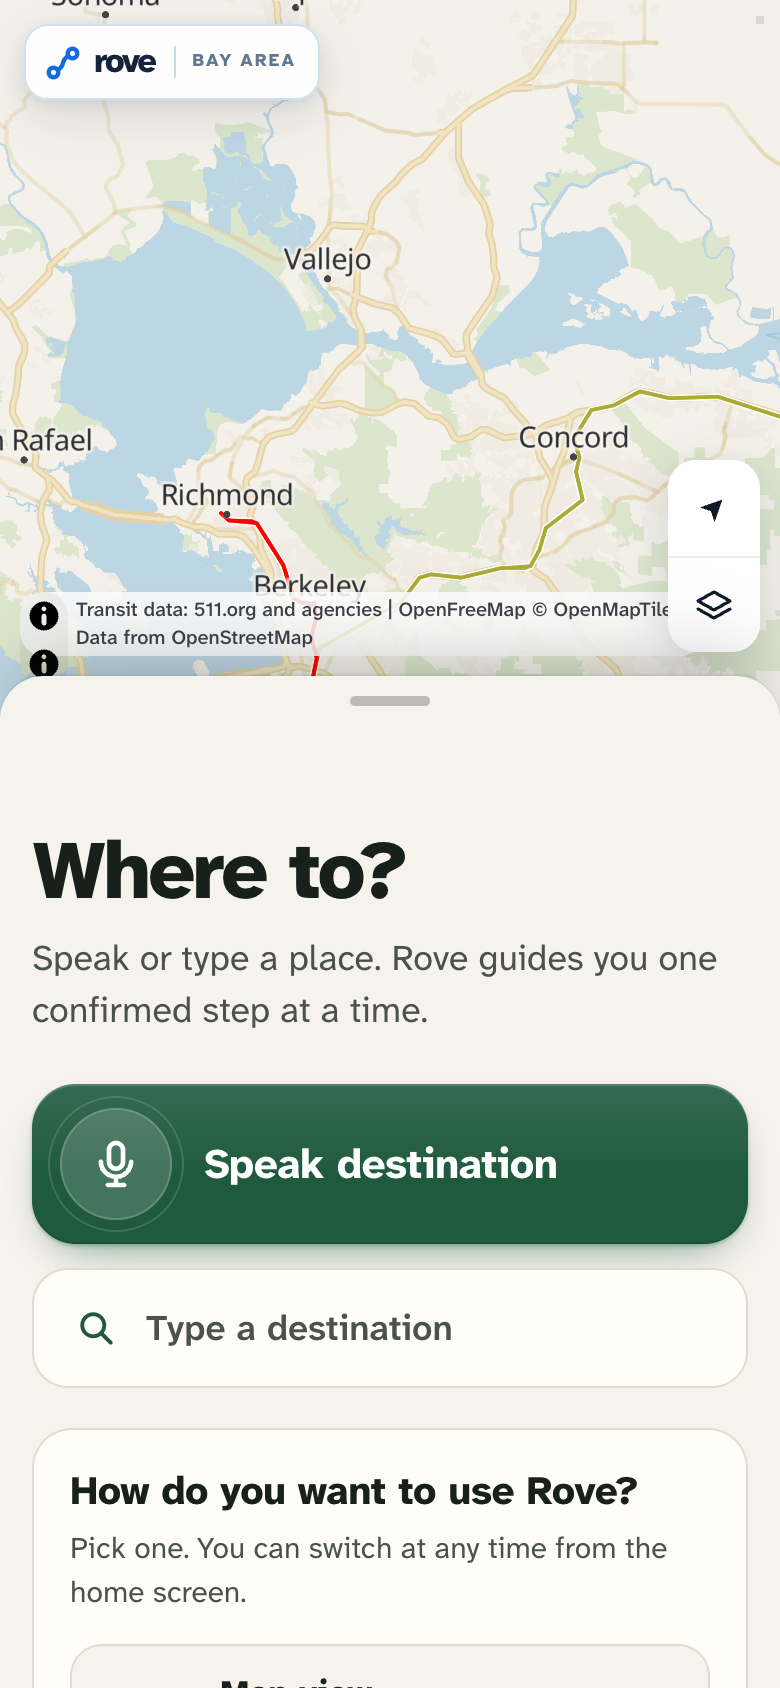 rove
BAY AREA
Vallejo
Rafael
Concord
Richmond
Berkeley
Transit data: 511.org and agencies | OpenFreeMap © OpenMapTile
Data from OpenStreetMap
Where to?
Speak or type a place. Rove guides you one
confirmed step at a time.
Speak destination
Type a destination
How do you want to use Rove?
Pick one. You can switch at any time from the
home screen.
Map view